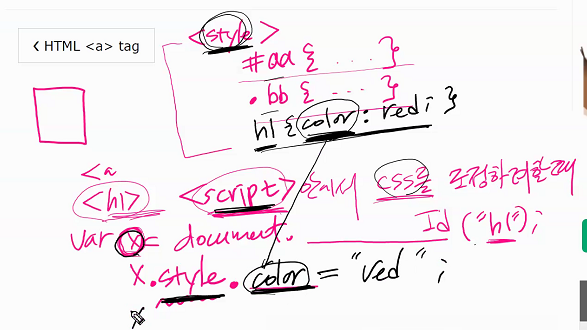 ❮ HTML <a> tag
<style>
#aa { ···· }
.bb { ···· }
h1 { color : red; }
<a
<h1> <script> 안에서 css를 조정하려할때
var x = document. Id ("h1");
x.style.color = "red";